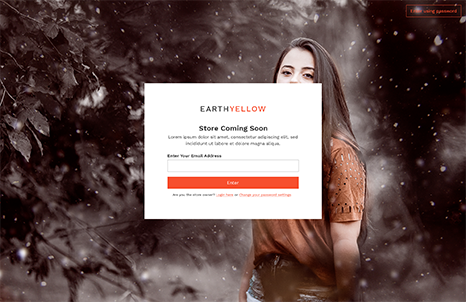 Enter using password
EARTHYELLOW
Store Coming Soon
Lorem ipsum dolor sit amet, consectetur adipiscing elit, sed
incididunt ut labore et dolore magna aliqua.
Enter Your Email Address
Enter
Are you the store owner? Login here or Change your password settings